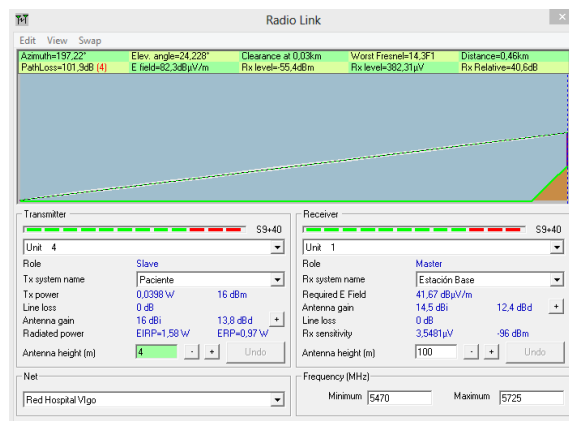 Radio Link
Edit View Swap
Azimuth=197,22° Elev. angle=24,228° Clearance at 0,03km Worst Fresnel=14,3F1 Distance=0,46km
PathLoss=101,9dB (4) E field=82,3dBµV/m Rx level=-55,4dBm Rx level=382,31µV Rx Relative=40,6dB
Transmitter
S9+40
Unit 4
Role Slave
Tx system name Paciente
Tx power 0,0398 W 16 dBm
Line loss 0 dB
Antenna gain 16 dBi 13,8 dBd +
Radiated power EIRP=1,58 W ERP=0,97 W
Antenna height (m) 4 - + Undo
Net
Red Hospital VIgo
Receiver
S9+40
Unit 1
Role Master
Rx system name Estación Base
Required E Field 41,67 dBµV/m
Antenna gain 14,5 dBi 12,4 dBd +
Line loss 0 dB
Rx sensitivity 3,5481µV -96 dBm
Antenna height (m) 100 - + Undo
Frequency (MHz)
Minimum 5470 Maximum 5725